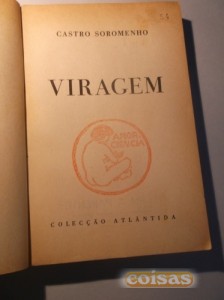 CASTRO SOROMENHO
VIRAGEM
COLECÇÃO ATLÂNTIDA
coisas